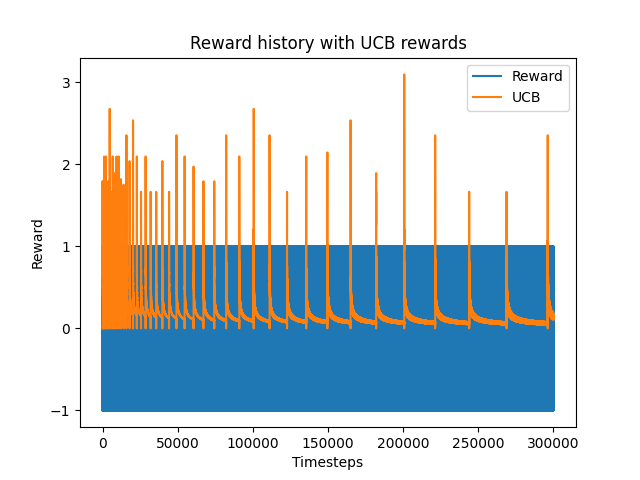 Reward history with UCB rewards
Reward
UCB
3
2
1
0
−1
Reward
0
50000
100000
150000
200000
250000
300000
Timesteps